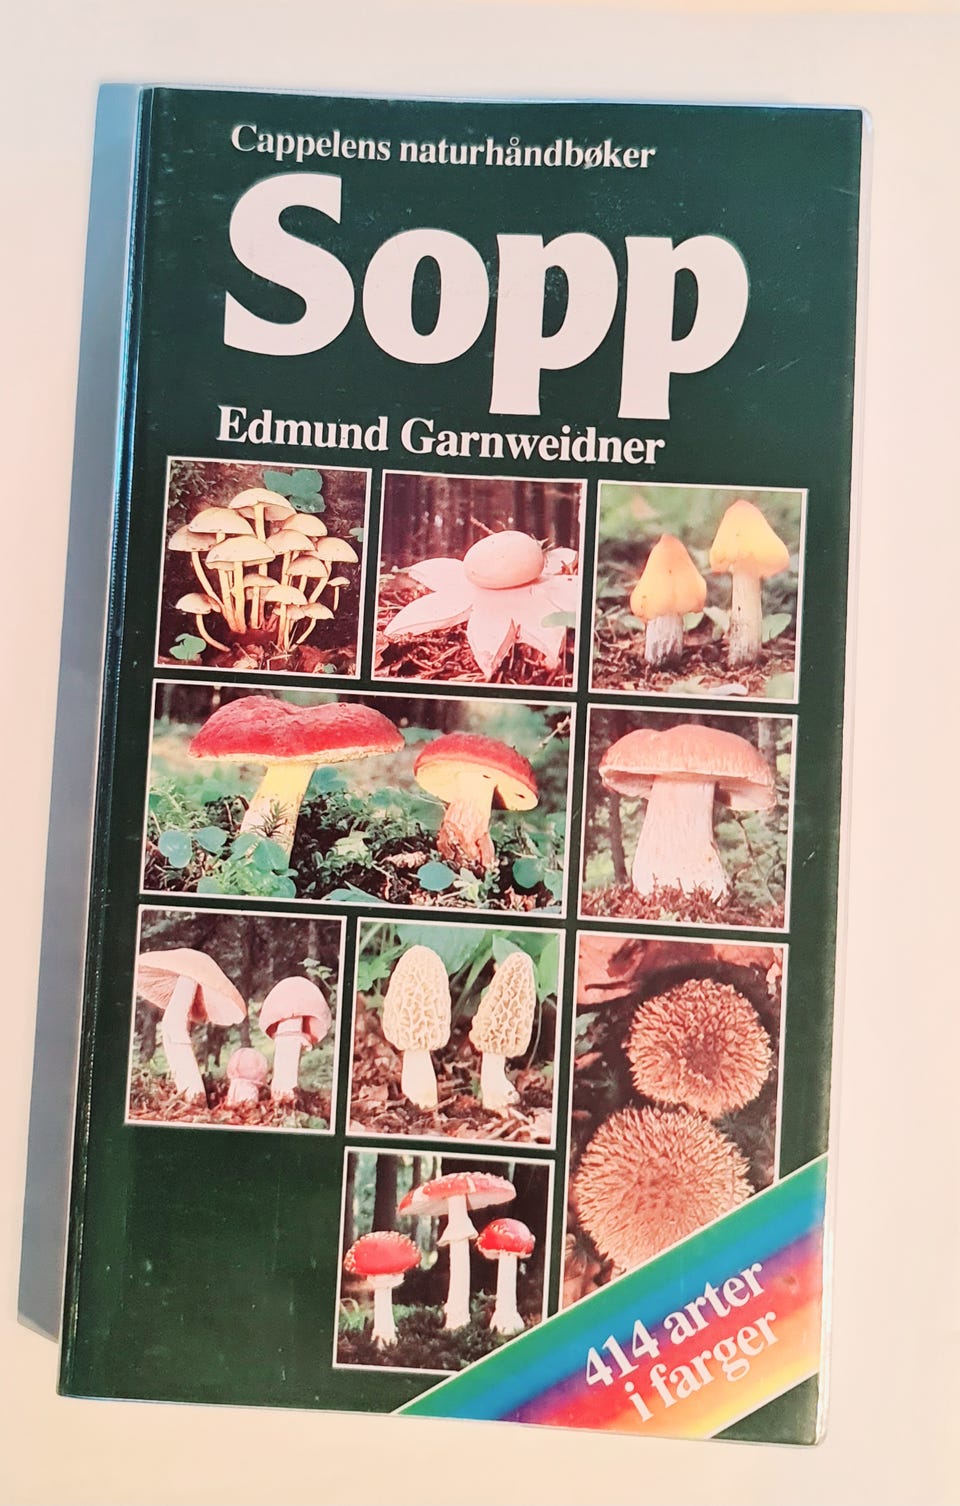 Cappelens naturhåndbøker
Sopp
Edmund Garnweidner
414 arter
i farger